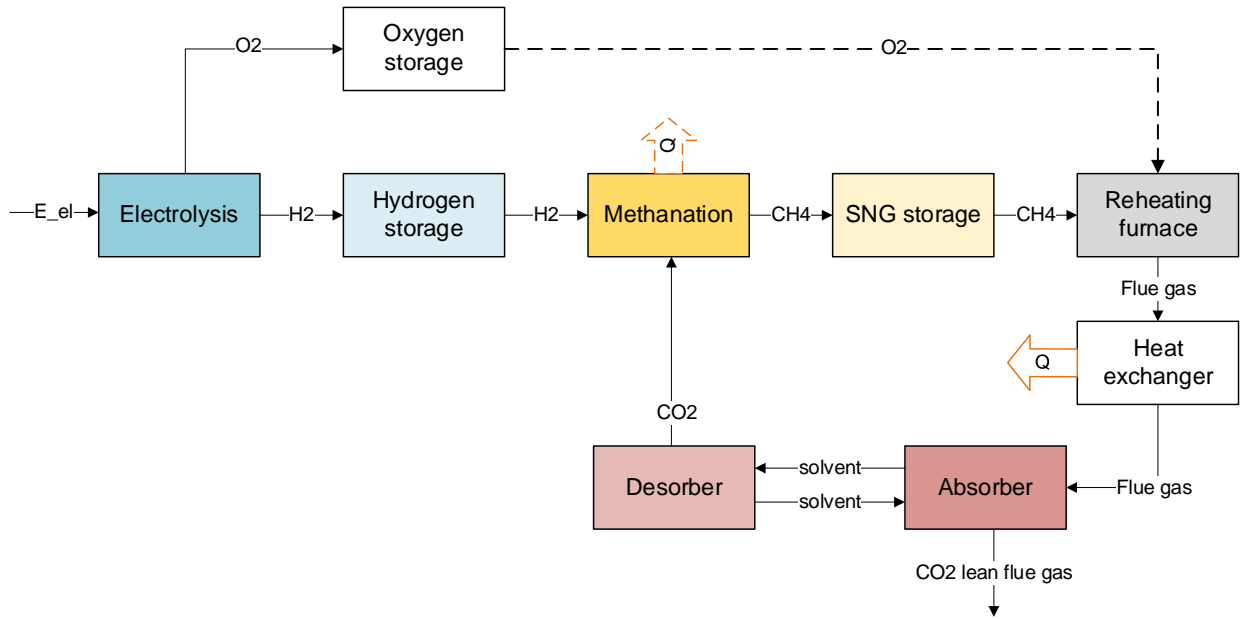 O2
Oxygen
storage
O2
Q
E_el
Electrolysis
H2
Hydrogen
storage
H2
Methanation
CH4
SNG storage
CH4
Reheating
furnace
Flue gas
Q
Heat
exchanger
CO2
Desorber
solvent
solvent
Absorber
Flue gas
CO2 lean flue gas